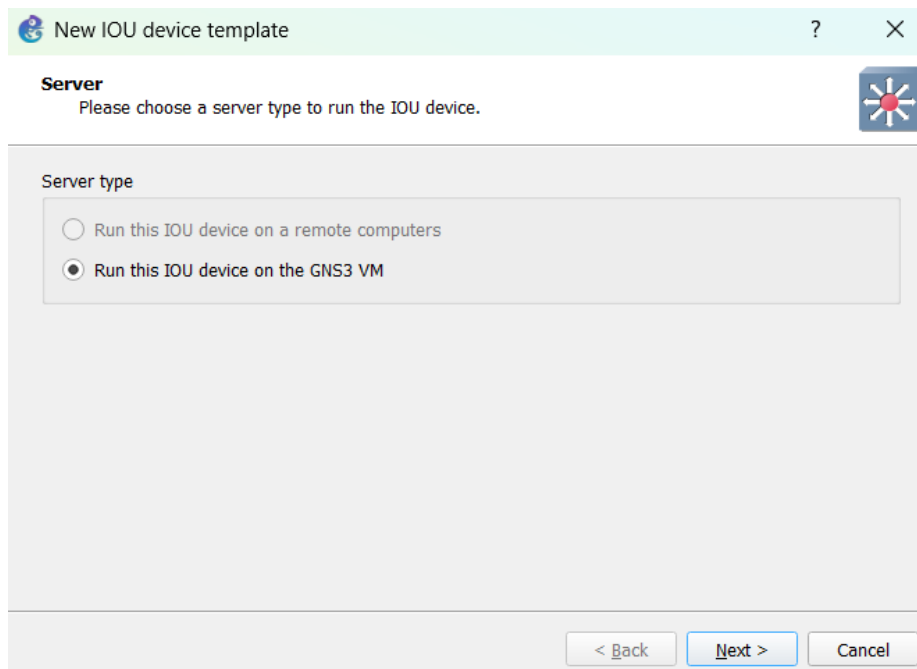 New IOU device template ? ×
Server
Please choose a server type to run the IOU device.
Server type
Run this IOU device on a remote computers
Run this IOU device on the GNS3 VM
< Back Next > Cancel